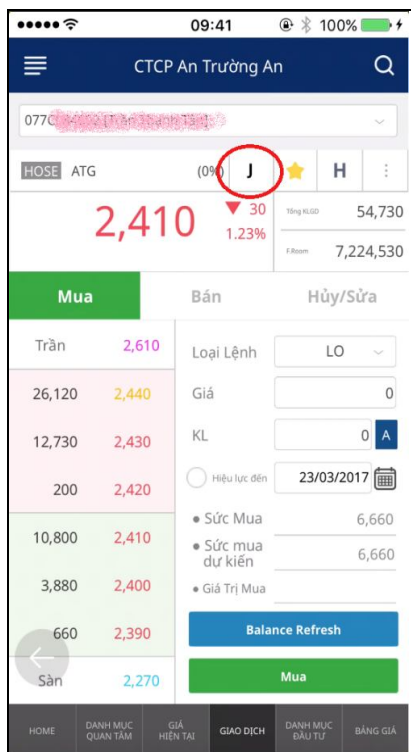 09:41 100%
CTCP An Trường An
HOSE ATG (0%) J H
2,410 ▼ 30 1.23%
Tổng KLGD 54,730
F.Room 7,224,530
Mua Bán Hủy/Sửa
Trần 2,610
26,120 2,440
12,730 2,430
200 2,420
10,800 2,410
3,880 2,400
660 2,390
Sàn 2,270
Loại Lệnh LO
Giá 0
KL 0 A
Hiệu lực đến 23/03/2017
• Sức Mua 6,660
• Sức mua
dự kiến 6,660
• Giá Trị Mua
Balance Refresh
Mua
HOME DANH MỤC QUAN TÂM GIÁ HIỆN TẠI GIAO DỊCH DANH MỤC ĐẦU TƯ BẢNG GIÁ